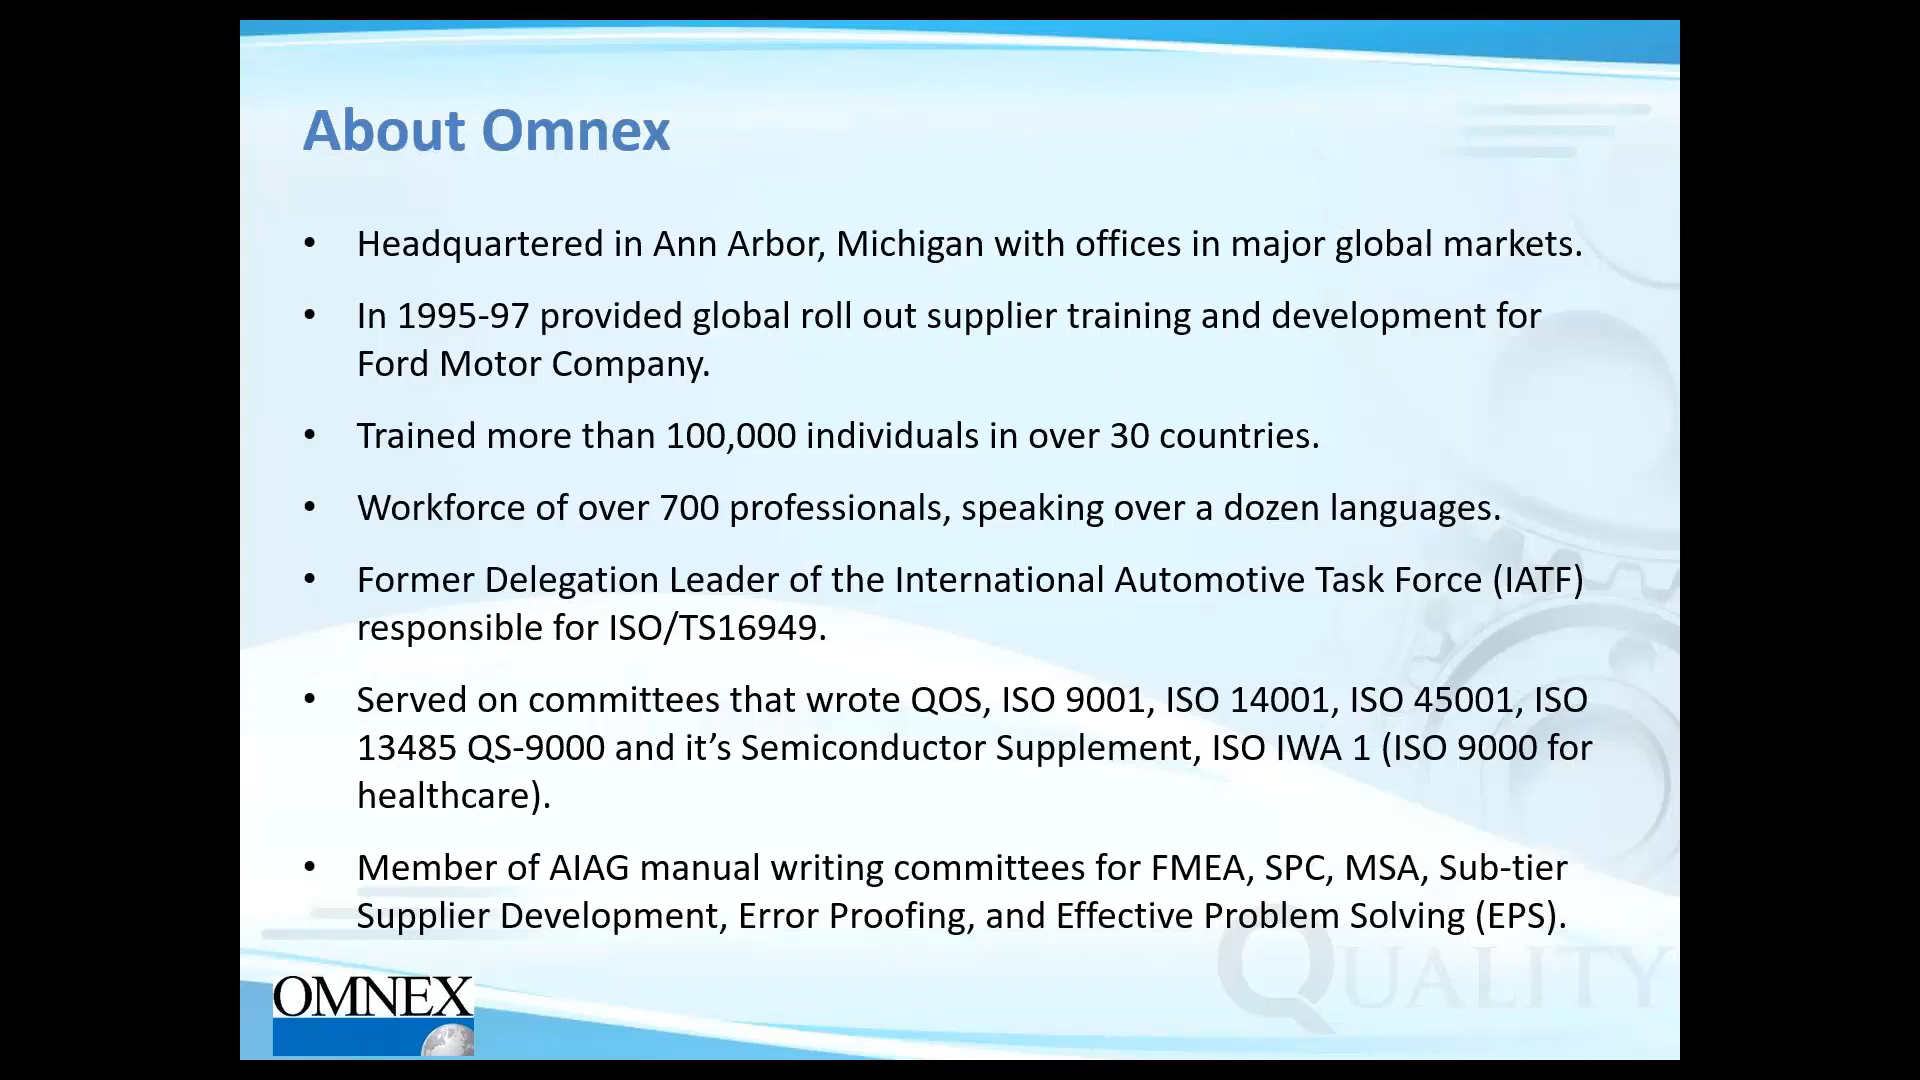 About Omnex
• Headquartered in Ann Arbor, Michigan with offices in major global markets.
• In 1995-97 provided global roll out supplier training and development for
Ford Motor Company.
• Trained more than 100,000 individuals in over 30 countries.
• Workforce of over 700 professionals, speaking over a dozen languages.
• Former Delegation Leader of the International Automotive Task Force (IATF)
responsible for ISO/TS16949.
• Served on committees that wrote QOS, ISO 9001, ISO 14001, ISO 45001, ISO
13485 QS-9000 and it’s Semiconductor Supplement, ISO IWA 1 (ISO 9000 for
healthcare).
• Member of AIAG manual writing committees for FMEA, SPC, MSA, Sub-tier
Supplier Development, Error Proofing, and Effective Problem Solving (EPS).
QUALITY
OMNEX